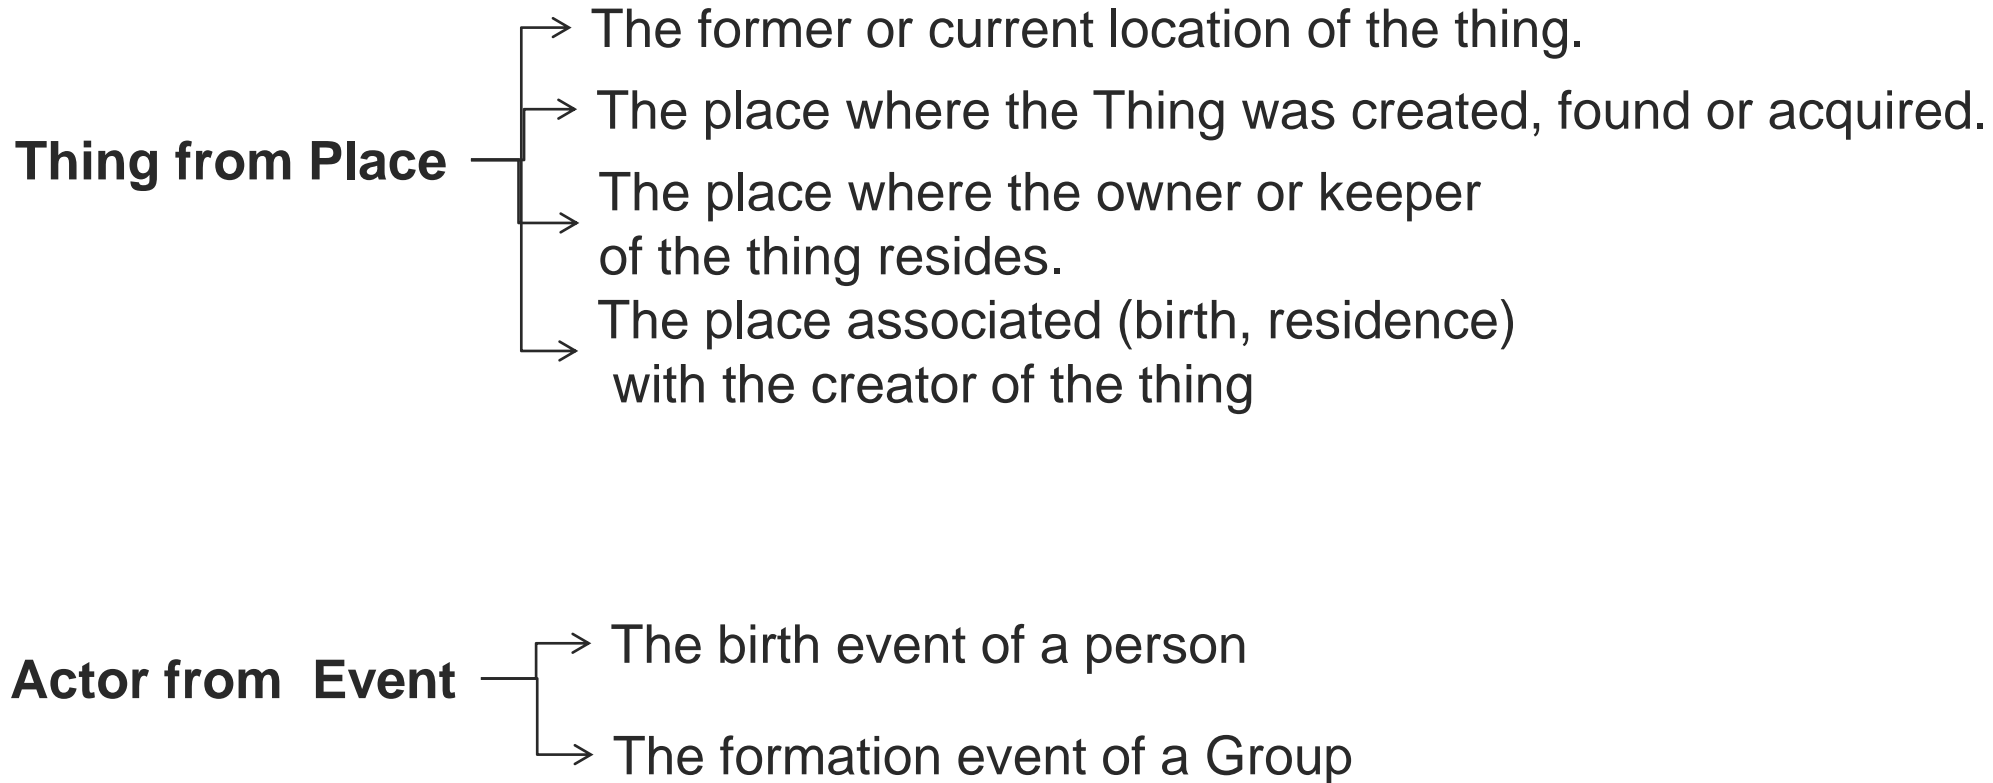 The former or current location of the thing.
The place where the Thing was created, found or acquired.
Thing from Place
The place where the owner or keeper
of the thing resides.
The place associated (birth, residence)
with the creator of the thing
The birth event of a person
Actor from  Event
The formation event of a Group